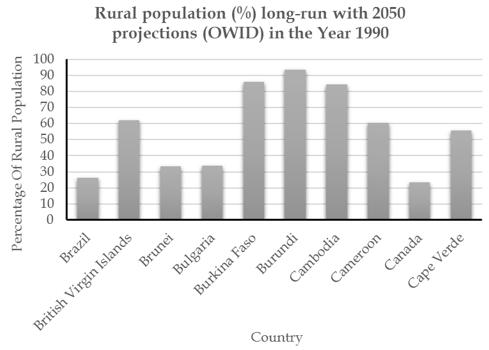 Rural population (%) long-run with 2050
projections (OWID) in the Year 1990
Percentage Of Rural Population
100
90
80
70
60
50
40
30
20
10
0
Brazil
British Virgin Islands
Brunei
Bulgaria
Burkina Faso
Burundi
Cambodia
Cameroon
Canada
Cape Verde
Country